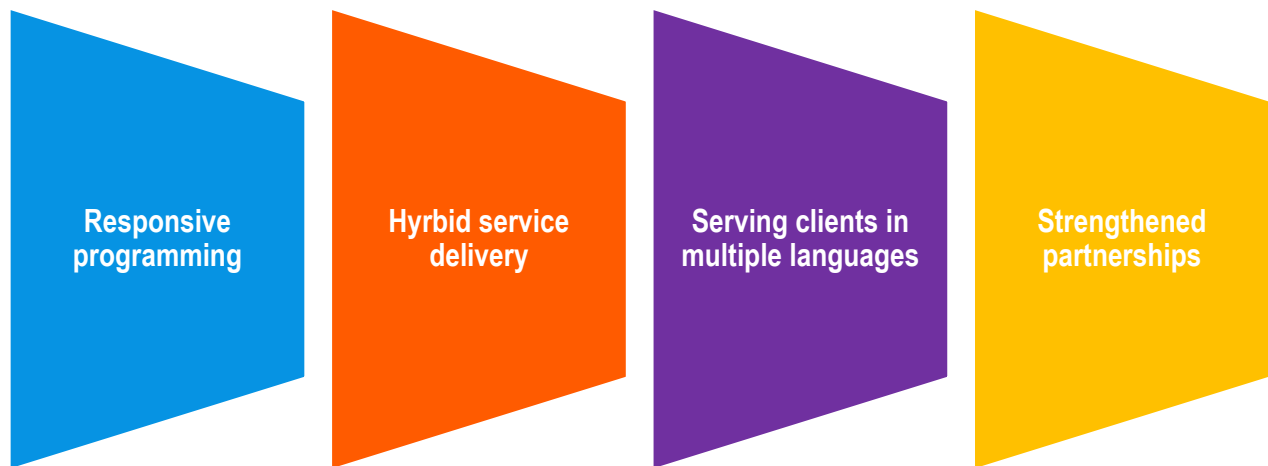 Responsive
programming
Hyrbid service
delivery
Serving clients in
multiple languages
Strengthened
partnerships